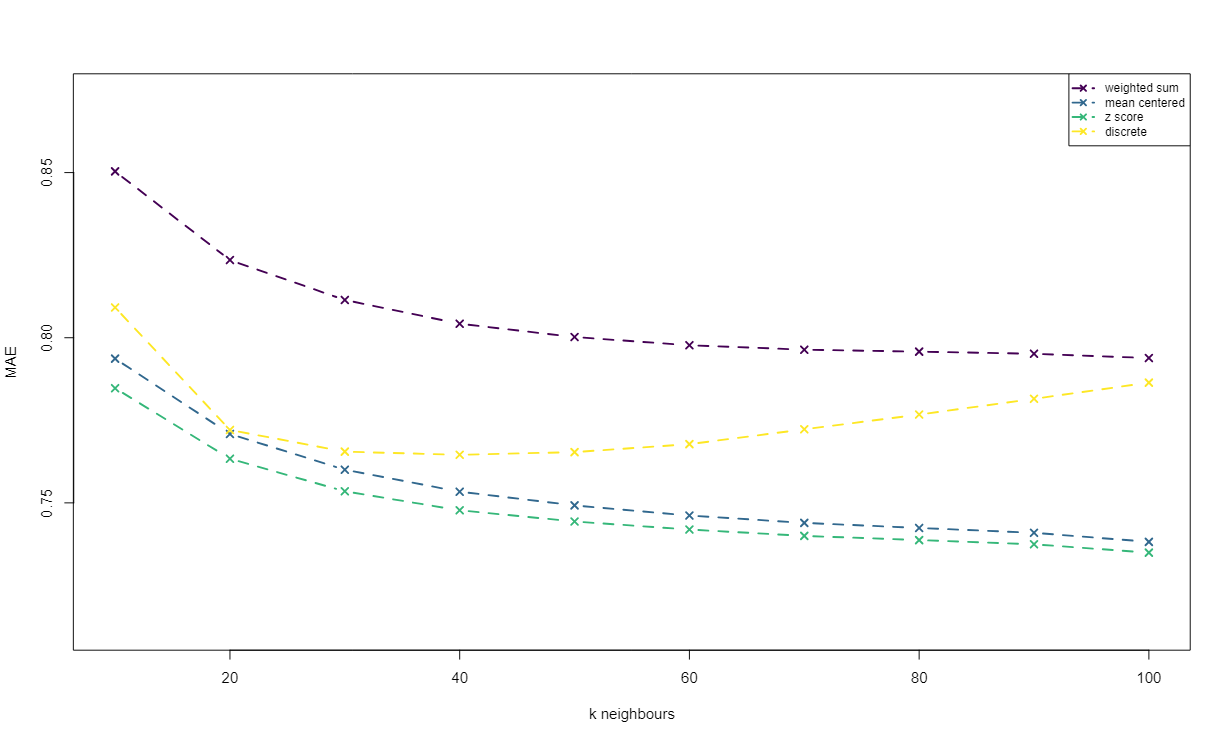 weighted sum
mean centered
z score
discrete
0.85
0.80
0.75
MAE
20 40 60 80 100
k neighbours